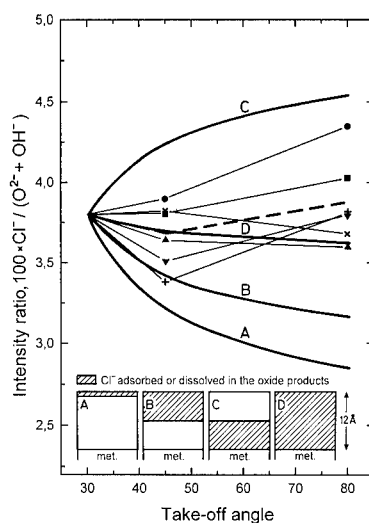 Intensity ratio, 100×Cl⁻/ (O²⁻+ OH⁻)
5,0
4,5
4,0
3,5
3,0
2,5
C
D
B
A
Cl⁻ adsorbed or dissolved in the oxide products
A B C D
12Å
met. met. met. met.
30 40 50 60 70 80
Take-off angle